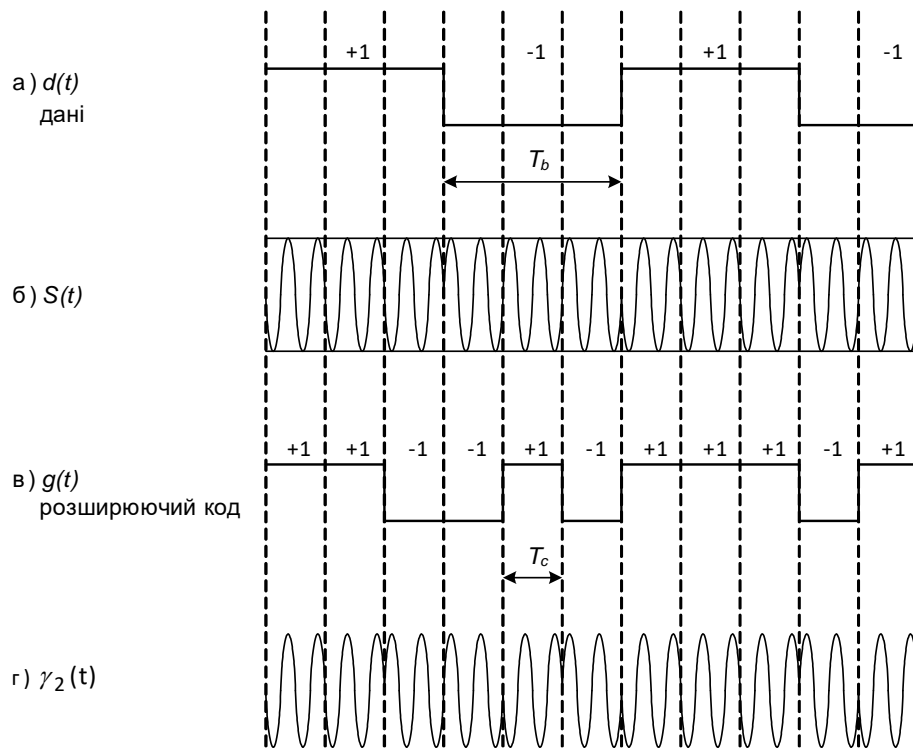 +1 -1 +1 -1
а) d(t)
дані
T_b
б) S(t)
+1 +1 -1 -1 +1 -1 +1 +1 +1 -1 +1
в) g(t)
розширюючий код
T_c
г) γ₂(t)